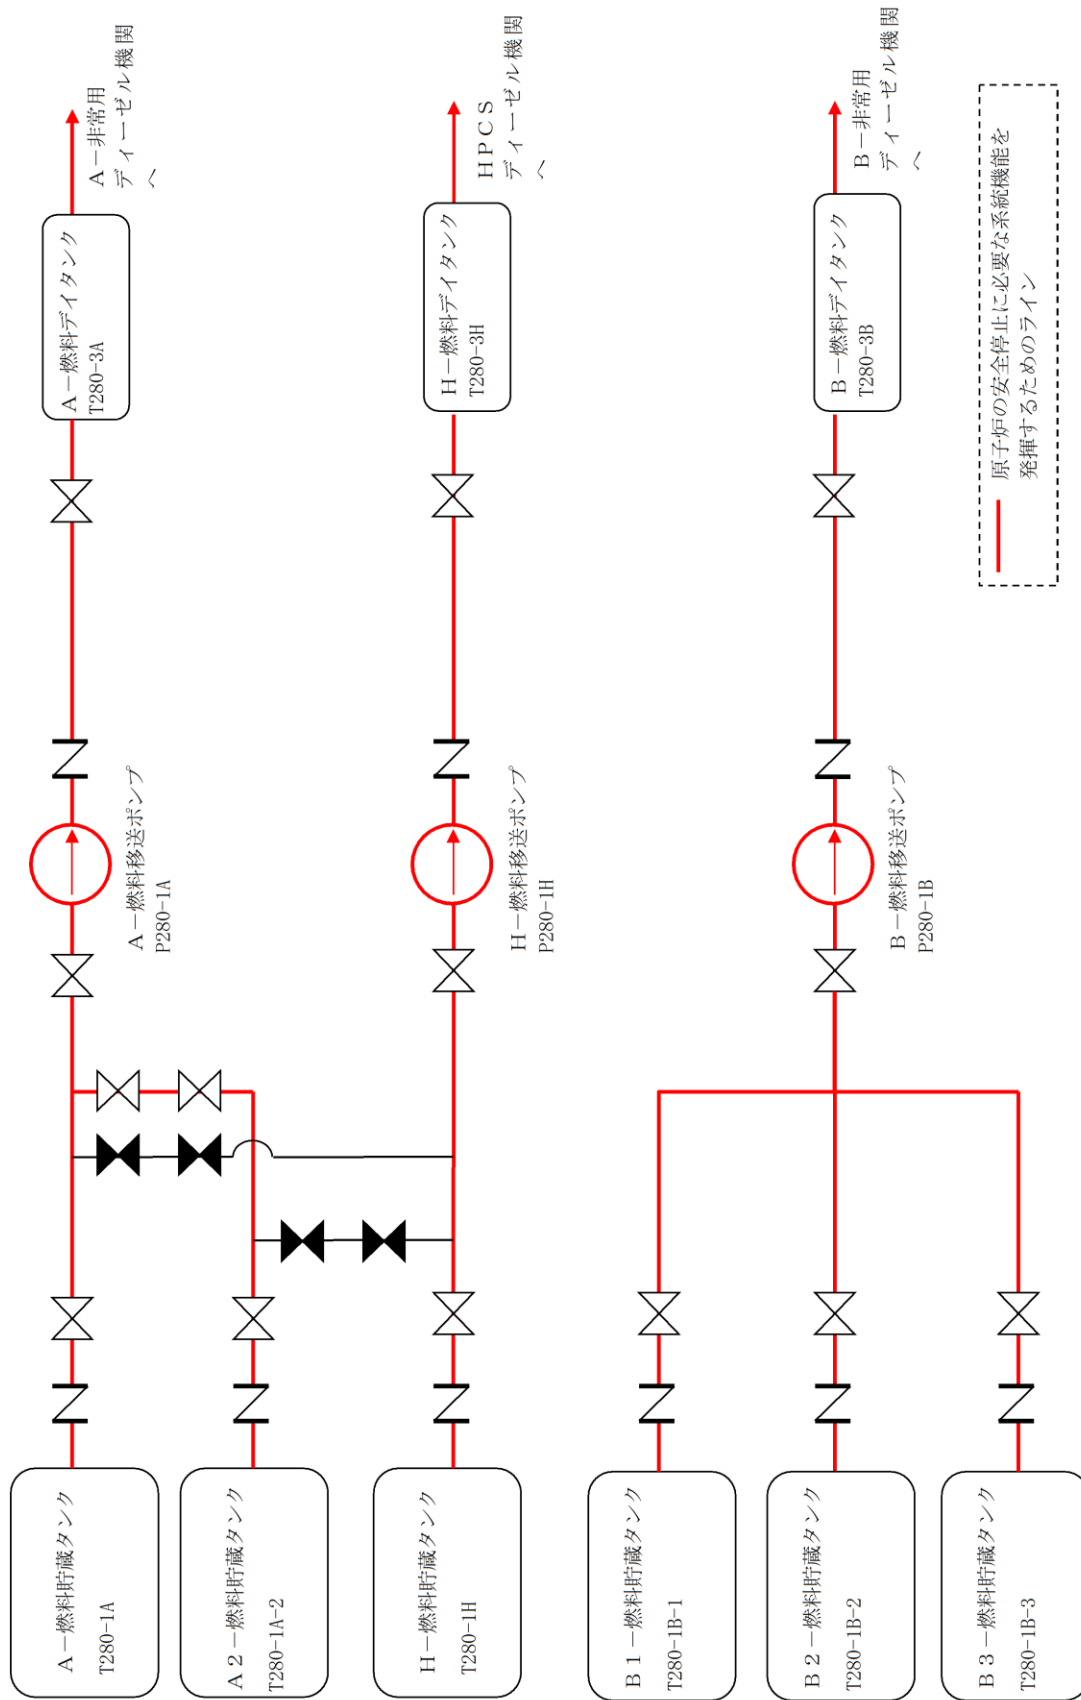 A－燃料貯蔵タンク
T280-1A
A2－燃料貯蔵タンク
T280-1A-2
H－燃料貯蔵タンク
T280-1H
B1－燃料貯蔵タンク
T280-1B-1
B2－燃料貯蔵タンク
T280-1B-2
B3－燃料貯蔵タンク
T280-1B-3
A－燃料移送ポンプ
P280-1A
H－燃料移送ポンプ
P280-1H
B－燃料移送ポンプ
P280-1B
A－燃料デイタンク
T280-3A
H－燃料デイタンク
T280-3H
B－燃料デイタンク
T280-3B
A－非常用
ディーゼル機関
へ
HPCS
ディーゼル機関
へ
B－非常用
ディーゼル機関
へ
原子炉の安全停止に必要な系統機能を
発揮するためのライン